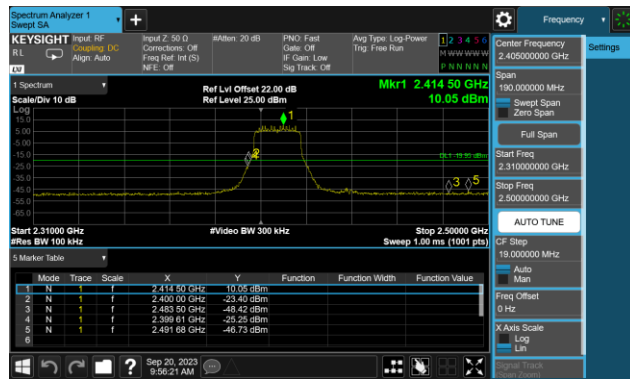 Spectrum Analyzer 1
Swept SA
Frequency
KEYSIGHT
RL
Input: RF
Coupling: DC
Align: Auto
Input Z: 50 Ω
Corrections: Off
Freq Ref: Int (S)
NFE: Off
#Atten: 20 dB
PNO: Fast
Gate: Off
IF Gain: Low
Sig Track: Off
Avg Type: Log-Power
Trig: Free Run
1 2 3 4 5 6
M W W W W W
P N N N N N
LXI
1 Spectrum
Scale/Div 10 dB
Ref Lvl Offset 22.00 dB
Ref Level 25.00 dBm
Mkr1 2.414 50 GHz
10.05 dBm
Log
15.0
5.00
-5.00
-15.0
-25.0
-35.0
-45.0
-55.0
-65.0
1
2
3
5
DL1 -19.95 dBm
Start 2.31000 GHz
#Res BW 100 kHz
#Video BW 300 kHz
Stop 2.50000 GHz
Sweep 1.00 ms (1001 pts)
5 Marker Table
Mode Trace Scale X Y Function Function Width Function Value
1 N 1 f 2.414 50 GHz 10.05 dBm
2 N 1 f 2.400 00 GHz -23.40 dBm
3 N 1 f 2.483 50 GHz -48.42 dBm
4 N 1 f 2.399 61 GHz -25.25 dBm
5 N 1 f 2.491 68 GHz -46.73 dBm
6
Sep 20, 2023
9:56:21 AM
Center Frequency
2.405000000 GHz
Settings
Span
190.000000 MHz
Swept Span
Zero Span
Full Span
Start Freq
2.310000000 GHz
Stop Freq
2.500000000 GHz
AUTO TUNE
CF Step
19.000000 MHz
Auto
Man
Freq Offset
0 Hz
X Axis Scale
Log
Lin
Signal Track
(Span Zoom)